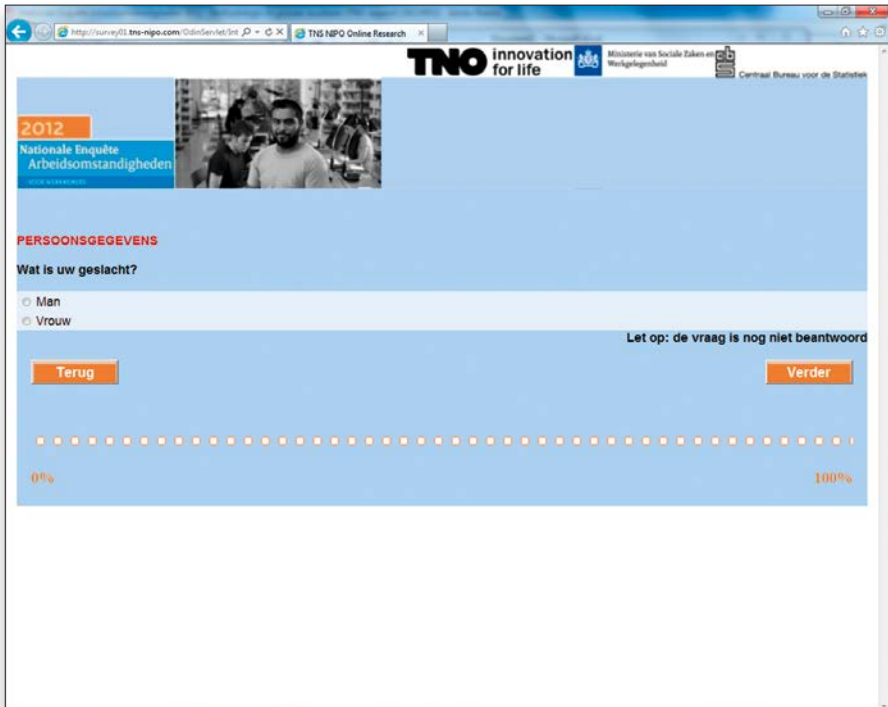 http://survey01.tns-nipo.com/OdinServlet/Int
TNS NIPO Online Research
TNO innovation
for life
Ministerie van Sociale Zaken en
Werkgelegenheid
cbs
Centraal Bureau voor de Statistiek
2012
Nationale Enquête
Arbeidsomstandigheden
PERSOONSGEGEVENS
Wat is uw geslacht?
Man
Vrouw
Let op: de vraag is nog niet beantwoord
Terug
Verder
0%
100%